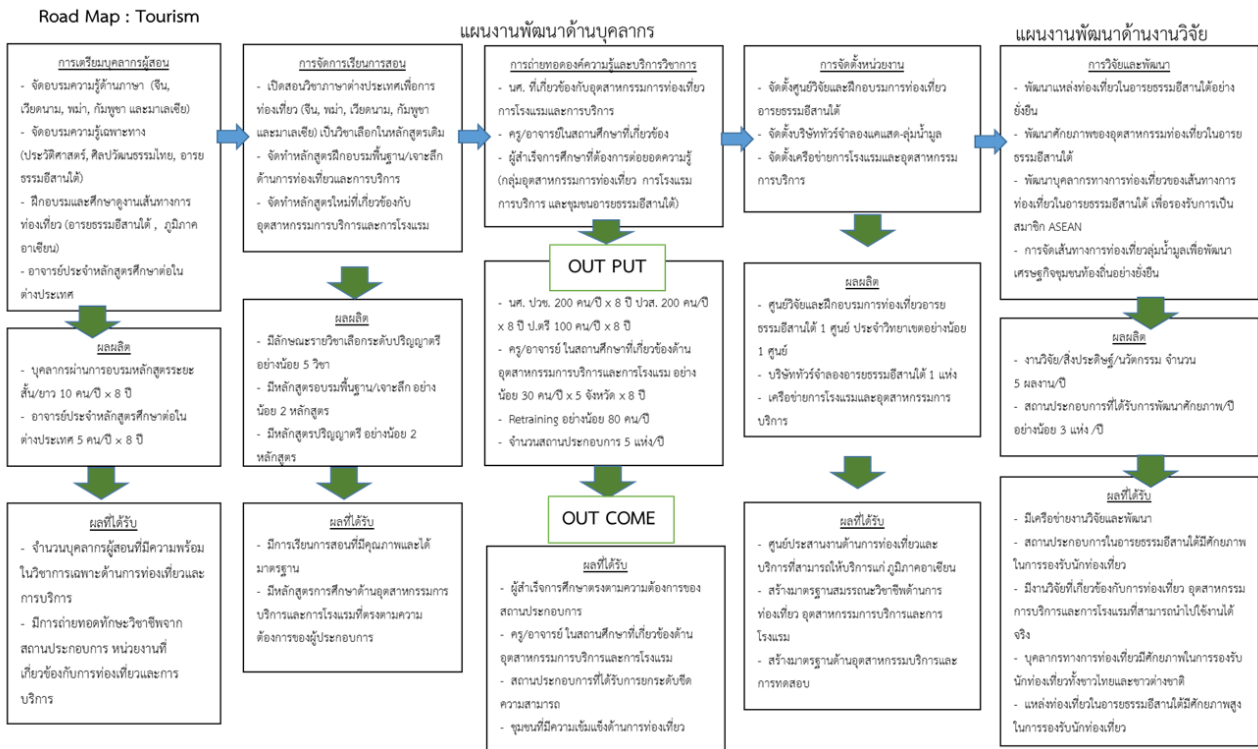 Road Map : Tourism
แผนงานพัฒนาด้านบุคลากร
แผนงานพัฒนาด้านงานวิจัย
การเตรียมบุคลากรผู้สอน
- จัดอบรมความรู้ด้านภาษา (จีน,
เวียดนาม, พม่า, กัมพูชา และมาเลเซีย)
- จัดอบรมความรู้เฉพาะทาง
(ประวัติศาสตร์, ศิลปวัฒนธรรมไทย, อารย
ธรรมอีสานใต้)
- ฝึกอบรมและศึกษาดูงานเส้นทางการ
ท่องเที่ยว (อารยธรรมอีสานใต้ , ภูมิภาค
อาเซียน)
- อาจารย์ประจำหลักสูตรศึกษาต่อใน
ต่างประเทศ
ผลผลิต
- บุคลากรผ่านการอบรมหลักสูตรระยะ
สั้น/ยาว 10 คน/ปี x 8 ปี
- อาจารย์ประจำหลักสูตรศึกษาต่อใน
ต่างประเทศ 5 คน/ปี x 8 ปี
ผลที่ได้รับ
- จำนวนบุคลากรผู้สอนที่มีความพร้อม
ในวิชาการเฉพาะด้านการท่องเที่ยวและ
การบริการ
- มีการถ่ายทอดทักษะวิชาชีพจาก
สถานประกอบการ หน่วยงานที่
เกี่ยวข้องกับการท่องเที่ยวและการ
บริการ
การจัดการเรียนการสอน
- เปิดสอนวิชาภาษาต่างประเทศเพื่อการ
ท่องเที่ยว (จีน, พม่า, เวียดนาม, กัมพูชา
และมาเลเซีย) เป็นวิชาเลือกในหลักสูตรเดิม
- จัดทำหลักสูตรฝึกอบรมพื้นฐาน/เจาะลึก
ด้านการท่องเที่ยวและการบริการ
- จัดทำหลักสูตรใหม่ที่เกี่ยวข้องกับ
อุตสาหกรรมการบริการและการโรงแรม
ผลผลิต
- มีลักษณะรายวิชาเลือกระดับปริญญาตรี
อย่างน้อย 5 วิชา
- มีหลักสูตรอบรมพื้นฐาน/เจาะลึก อย่าง
น้อย 2 หลักสูตร
- มีหลักสูตรปริญญาตรี อย่างน้อย 2
หลักสูตร
ผลที่ได้รับ
- มีการเรียนการสอนที่มีคุณภาพและได้
มาตรฐาน
- มีหลักสูตรการศึกษาด้านอุตสาหกรรมการ
บริการและการโรงแรมที่ตรงตามความ
ต้องการของผู้ประกอบการ
การถ่ายทอดองค์ความรู้และบริการวิชาการ
- นศ. ที่เกี่ยวข้องกับอุตสาหกรรมการท่องเที่ยว
การโรงแรมและการบริการ
- ครู/อาจารย์ในสถานศึกษาที่เกี่ยวข้อง
- ผู้สำเร็จการศึกษาที่ต้องการต่อยอดความรู้
(กลุ่มอุตสาหกรรมการท่องเที่ยว การโรงแรม
การบริการ และชุมชนอารยธรรมอีสานใต้)
OUT PUT
- นศ. ปวช. 200 คน/ปี x 8 ปี ปวส. 200 คน/ปี
x 8 ปี ป.ตรี 100 คน/ปี x 8 ปี
- ครู/อาจารย์ ในสถานศึกษาที่เกี่ยวข้องด้าน
อุตสาหกรรมการบริการและการโรงแรม อย่าง
น้อย 30 คน/ปี x 5 จังหวัด x 8 ปี
- Retraining อย่างน้อย 80 คน/ปี
- จำนวนสถานประกอบการ 5 แห่ง/ปี
OUT COME
ผลที่ได้รับ
- ผู้สำเร็จการศึกษาตรงตามความต้องการของ
สถานประกอบการ
- ครู/อาจารย์ ในสถานศึกษาที่เกี่ยวข้องด้าน
อุตสาหกรรมการบริการและการโรงแรม
- สถานประกอบการที่ได้รับการยกระดับขีด
ความสามารถ
- ชุมชนที่มีความเข้มแข็งด้านการท่องเที่ยว
การจัดตั้งหน่วยงาน
- จัดตั้งศูนย์วิจัยและฝึกอบรมการท่องเที่ยว
อารยธรรมอีสานใต้
- จัดตั้งบริษัททัวร์จำลองแคแสด-ลุ่มน้ำมูล
- จัดตั้งเครือข่ายการโรงแรมและอุตสาหกรรม
การบริการ
ผลผลิต
- ศูนย์วิจัยและฝึกอบรมการท่องเที่ยวอารย
ธรรมอีสานใต้ 1 ศูนย์ ประจำวิทยาเขตอย่างน้อย
1 ศูนย์
- บริษัททัวร์จำลองอารยธรรมอีสานใต้ 1 แห่ง
- เครือข่ายการโรงแรมและอุตสาหกรรมการ
บริการ
ผลที่ได้รับ
- ศูนย์ประสานงานด้านการท่องเที่ยวและ
บริการที่สามารถให้บริการแก่ ภูมิภาคอาเซียน
- สร้างมาตรฐานสมรรถนะวิชาชีพด้านการ
ท่องเที่ยว อุตสาหกรรมการบริการและการ
โรงแรม
- สร้างมาตรฐานด้านอุตสาหกรรมบริการและ
การทดสอบ
การวิจัยและพัฒนา
- พัฒนาแหล่งท่องเที่ยวในอารยธรรมอีสานใต้อย่าง
ยั่งยืน
- พัฒนาศักยภาพของอุตสาหกรรมท่องเที่ยวในอารย
ธรรมอีสานใต้
- พัฒนาบุคลากรทางการท่องเที่ยวของเส้นทางการ
ท่องเที่ยวในอารยธรรมอีสานใต้ เพื่อรองรับการเป็น
สมาชิก ASEAN
- การจัดเส้นทางการท่องเที่ยวลุ่มน้ำมูลเพื่อพัฒนา
เศรษฐกิจชุมชนท้องถิ่นอย่างยั่งยืน
ผลผลิต
- งานวิจัย/สิ่งประดิษฐ์/นวัตกรรม จำนวน
5 ผลงาน/ปี
- สถานประกอบการที่ได้รับการพัฒนาศักยภาพ/ปี
อย่างน้อย 3 แห่ง /ปี
ผลที่ได้รับ
- มีเครือข่ายงานวิจัยและพัฒนา
- สถานประกอบการในอารยธรรมอีสานใต้มีศักยภาพ
ในการรองรับนักท่องเที่ยว
- มีงานวิจัยที่เกี่ยวข้องกับการท่องเที่ยว อุตสาหกรรม
การบริการและการโรงแรมที่สามารถนำไปใช้งานได้
จริง
- บุคลากรทางการท่องเที่ยวมีศักยภาพในการรองรับ
นักท่องเที่ยวทั้งชาวไทยและชาวต่างชาติ
- แหล่งท่องเที่ยวในอารยธรรมอีสานใต้มีศักยภาพสูง
ในการรองรับนักท่องเที่ยว